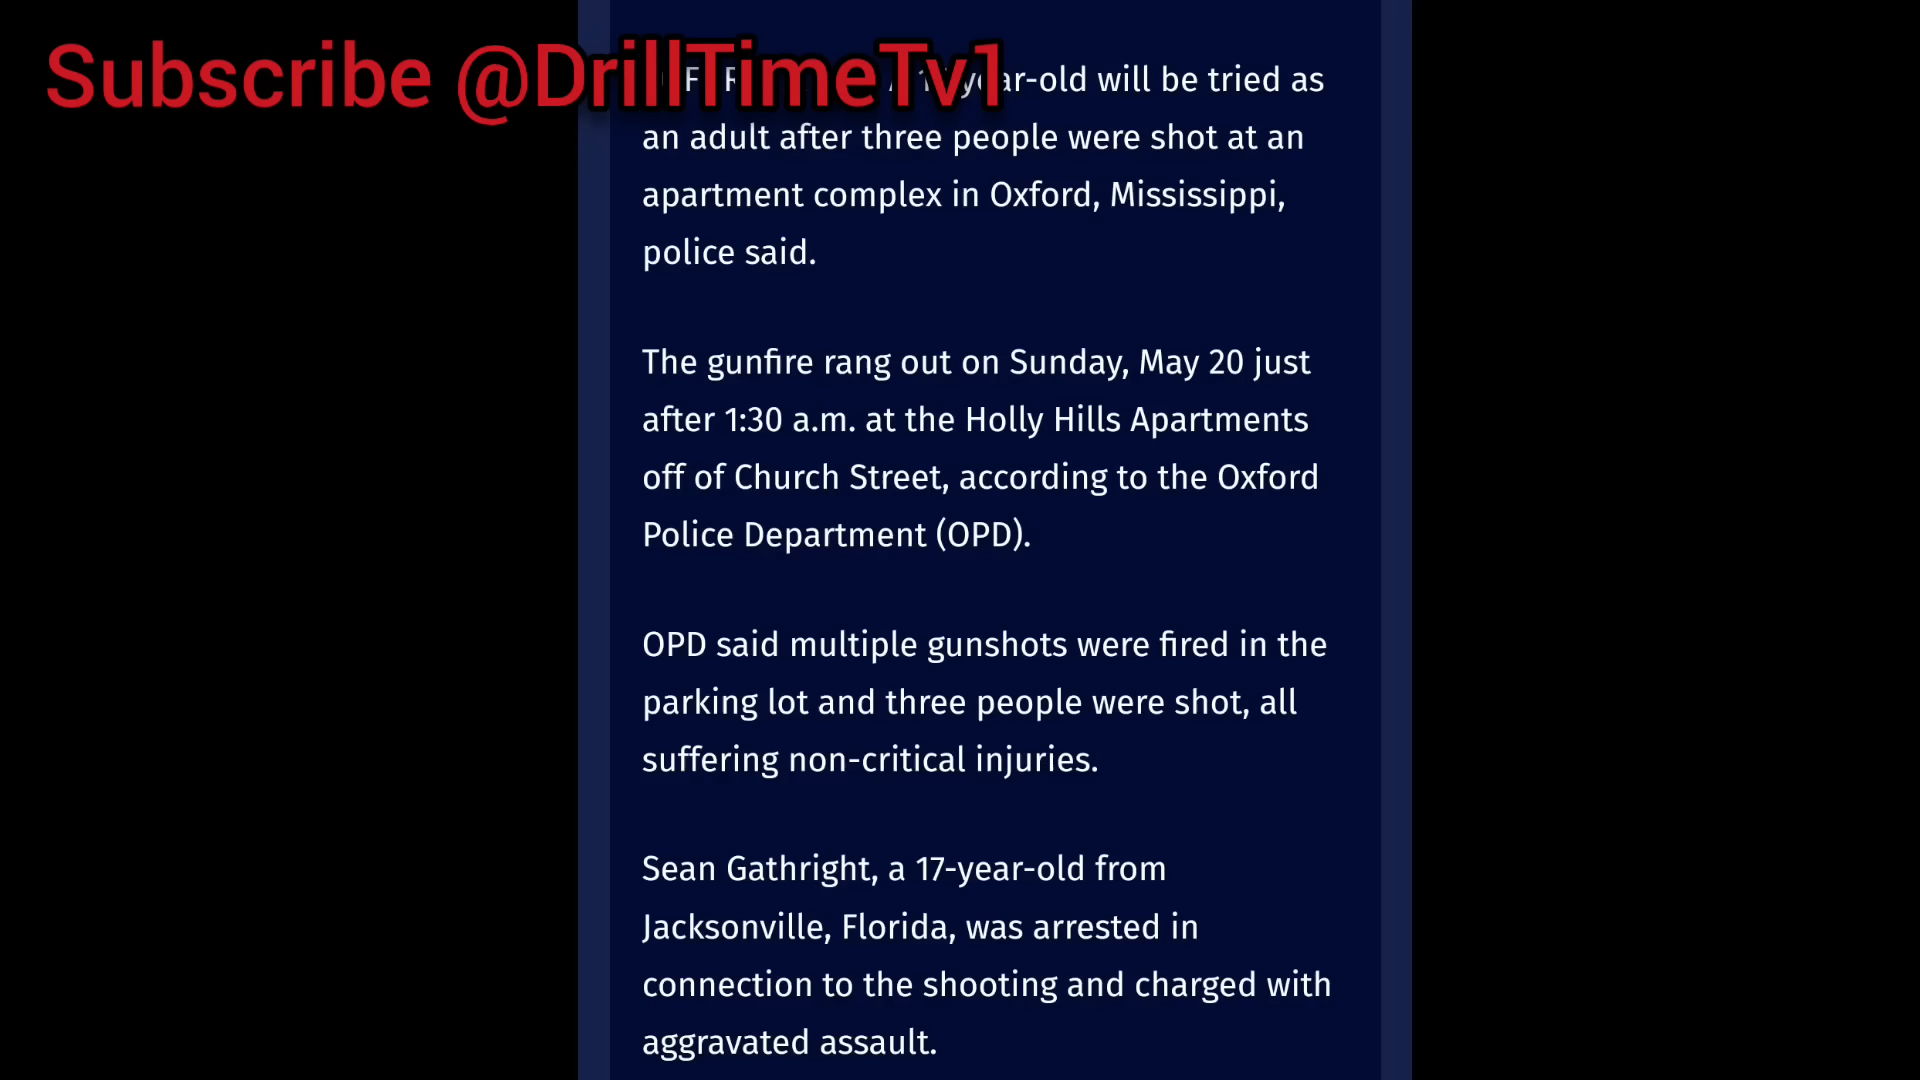 Subscribe @DrillTimeTv1
year-old will be tried as
an adult after three people were shot at an
apartment complex in Oxford, Mississippi,
police said.
The gunfire rang out on Sunday, May 20 just
after 1:30 a.m. at the Holly Hills Apartments
off of Church Street, according to the Oxford
Police Department (OPD).
OPD said multiple gunshots were fired in the
parking lot and three people were shot, all
suffering non-critical injuries.
Sean Gathright, a 17-year-old from
Jacksonville, Florida, was arrested in
connection to the shooting and charged with
aggravated assault.